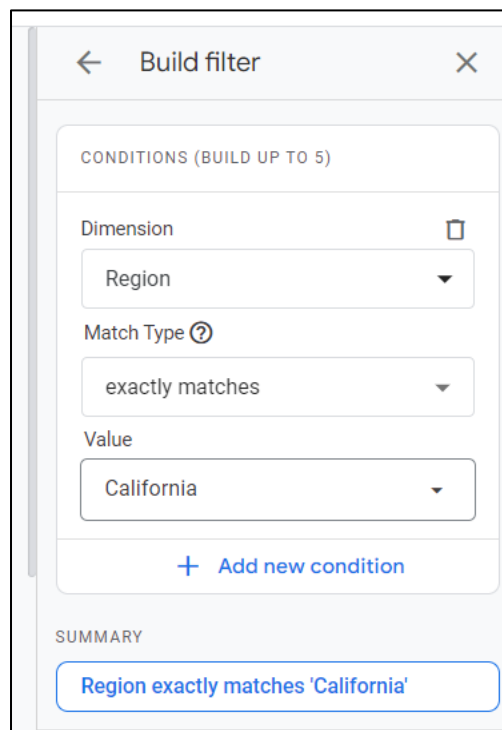 Build filter
CONDITIONS (BUILD UP TO 5)
Dimension
Region
Match Type
exactly matches
Value
California
+ Add new condition
SUMMARY
Region exactly matches 'California'